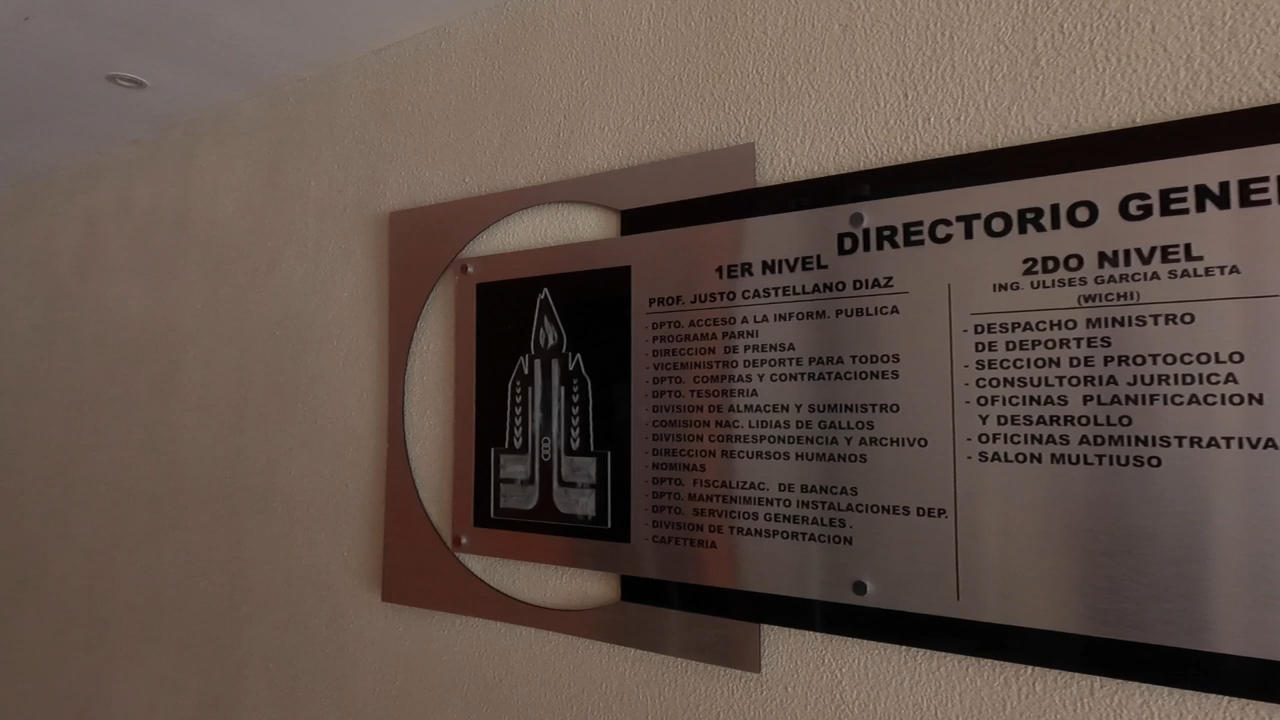 DIRECTORIO GENE
1ER NIVEL
PROF. JUSTO CASTELLANO DIAZ
- DPTO. ACCESO A LA INFORM. PUBLICA
- PROGRAMA PARNI
- DIRECCION DE PRENSA
- VICEMINISTRO DEPORTE PARA TODOS
- DPTO. COMPRAS Y CONTRATACIONES
- DPTO. TESORERIA
- DIVISION DE ALMACEN Y SUMINISTRO
- COMISION NAC. LIDIAS DE GALLOS
- DIVISION CORRESPONDENCIA Y ARCHIVO
- DIRECCION RECURSOS HUMANOS
- NOMINAS
- DPTO. FISCALIZAC. DE BANCAS
- DPTO. MANTENIMIENTO INSTALACIONES DEP.
- DPTO. SERVICIOS GENERALES.
- DIVISION DE TRANSPORTACION
- CAFETERIA
2DO NIVEL
ING. ULISES GARCIA SALETA
(WICHI)
- DESPACHO MINISTRO
DE DEPORTES
- SECCION DE PROTOCOLO
- CONSULTORIA JURIDICA
- OFICINAS PLANIFICACION
Y DESARROLLO
- OFICINAS ADMINISTRATIVA
- SALON MULTIUSO